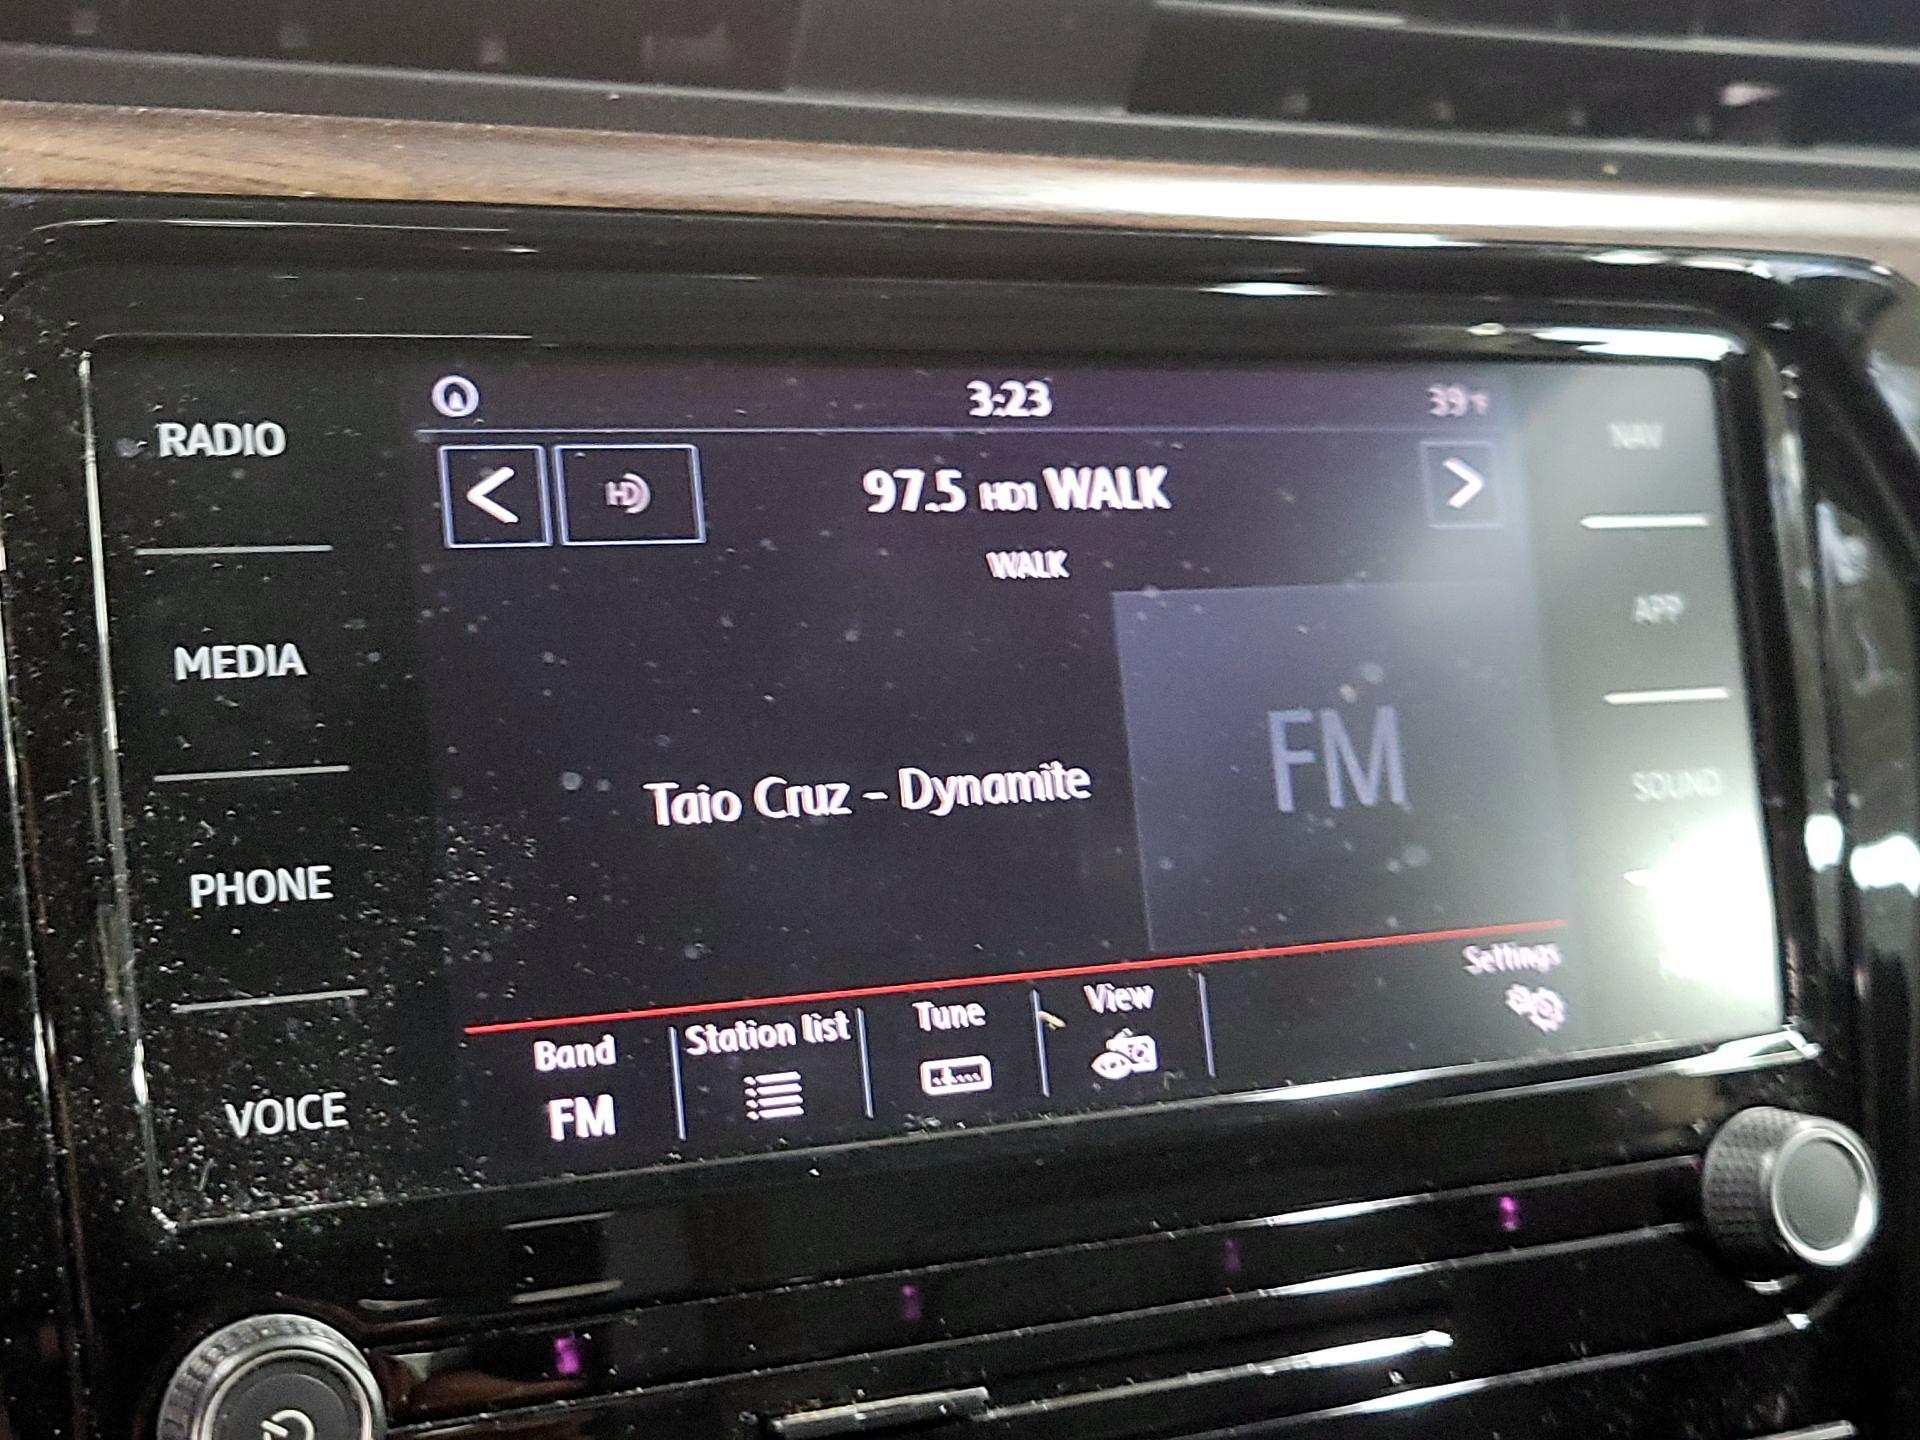 3:23
39°F
RADIO
HD
97.5 HD1 WALK
NAV
WALK
APP
MEDIA
FM
Taio Cruz - Dynamite
SOUND
PHONE
Settings
Band
Station list
Tune
View
VOICE
FM